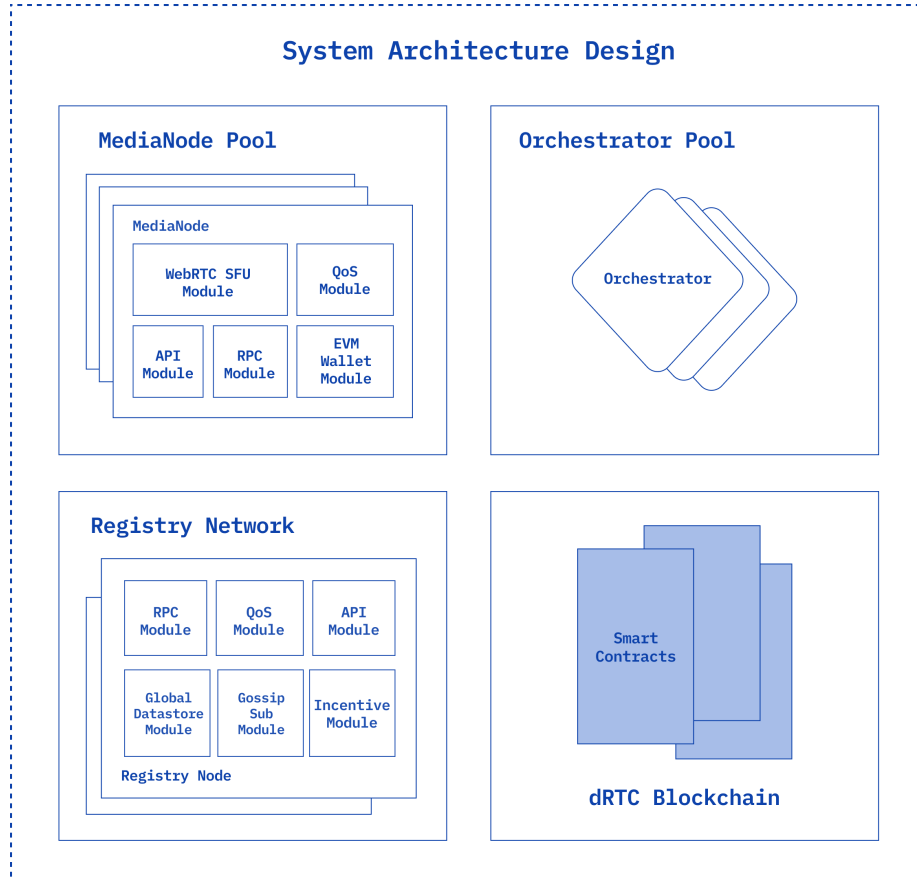 System Architecture Design
MediaNode Pool
MediaNode
WebRTC SFU
Module
QoS
Module
API
Module
RPC
Module
EVM
Wallet
Module
Orchestrator Pool
Orchestrator
Registry Network
RPC
Module
QoS
Module
API
Module
Global
Datastore
Module
Gossip
Sub
Module
Incentive
Module
Registry Node
Smart
Contracts
dRTC Blockchain